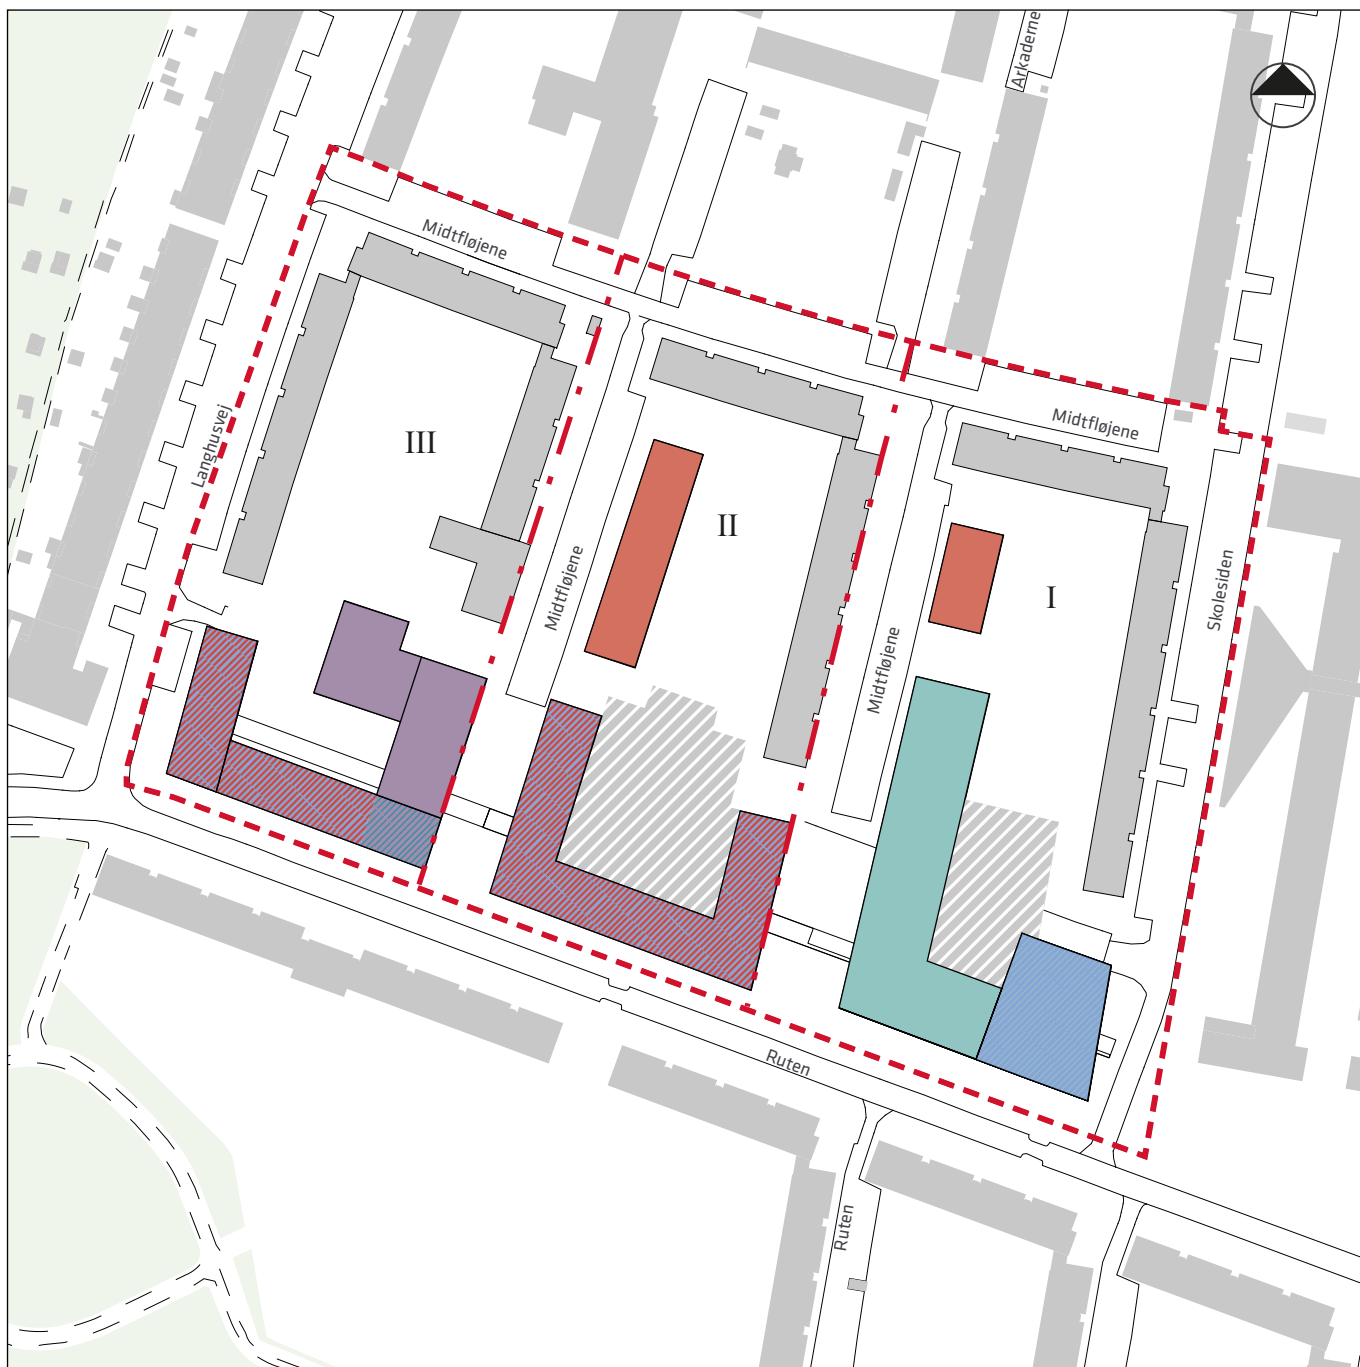 Arkaderne
Midtfløjene
Langhusvej
III
Midtfløjene
II
Midtfløjene
I
Skolesiden
Midtfløjene
Ruten
Ruten